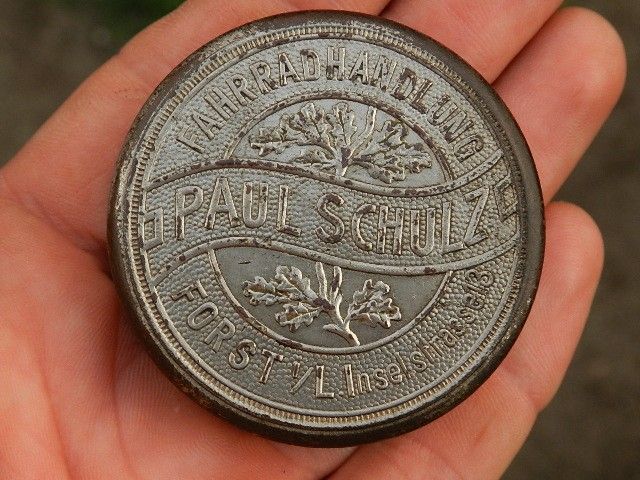 FAHRRADHANDLUNG
PAUL SCHULZ
FORST I/L Inselstrasse 13